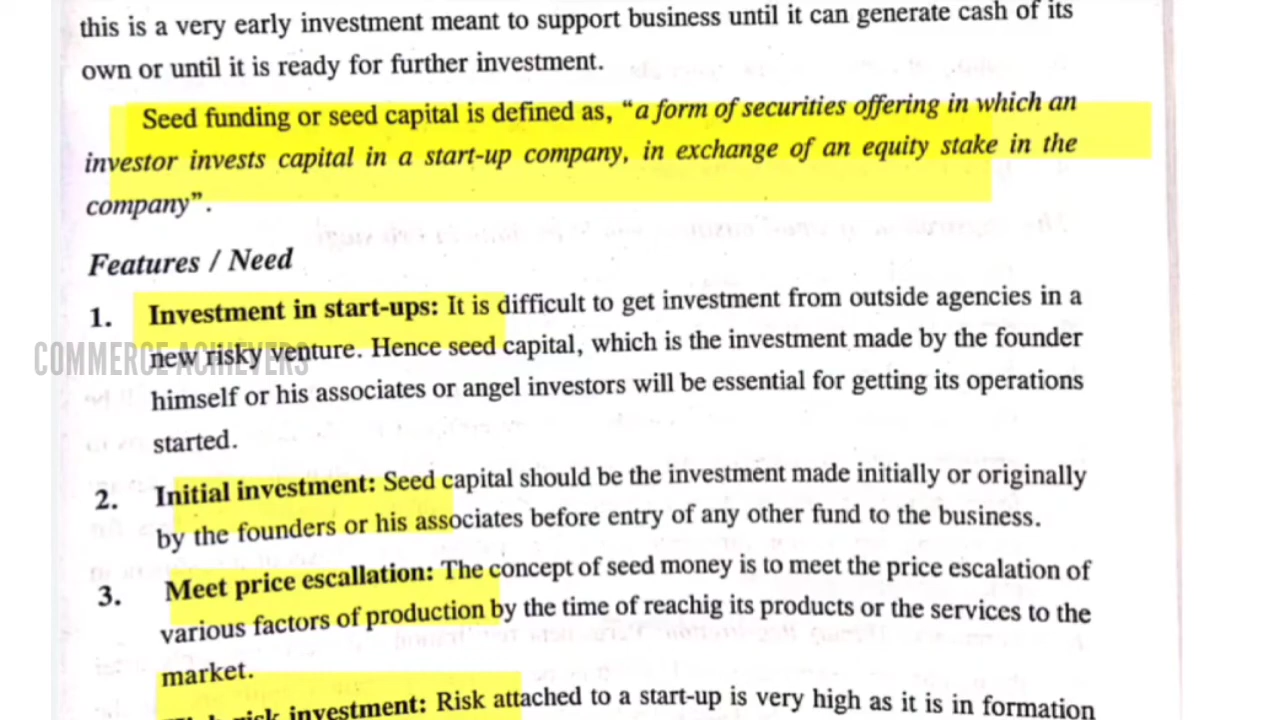 this is a very early investment meant to support business until it can generate cash of its
own or until it is ready for further investment.
Seed funding or seed capital is defined as, “a form of securities offering in which an
investor invests capital in a start-up company, in exchange of an equity stake in the
company”.
Features / Need
1. Investment in start-ups: It is difficult to get investment from outside agencies in a
new risky venture. Hence seed capital, which is the investment made by the founder
himself or his associates or angel investors will be essential for getting its operations
started.
COMMERCE ACHIEVERS
2. Initial investment: Seed capital should be the investment made initially or originally
by the founders or his associates before entry of any other fund to the business.
3. Meet price escallation: The concept of seed money is to meet the price escalation of
various factors of production by the time of reachig its products or the services to the
market.
risk investment: Risk attached to a start-up is very high as it is in formation